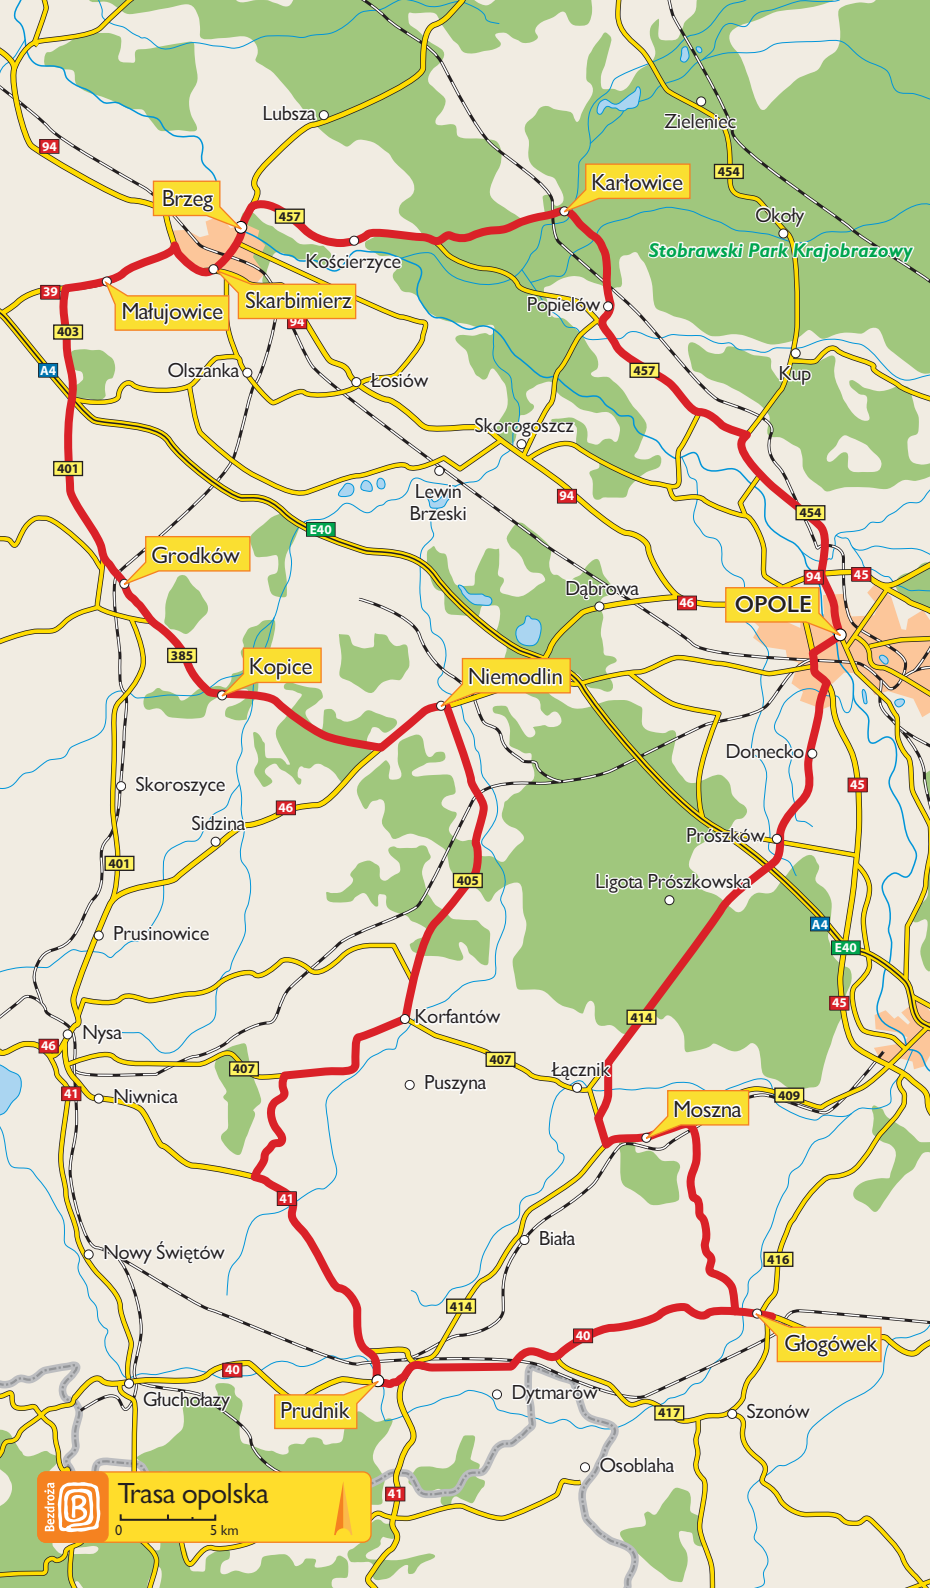 Lubsza
Zieleniec
94
454
Karłowice
Brzeg
457
Okoły
Stobrawski Park Krajobrazowy
Kościerzyce
39
Skarbimierz
Małujowice
Popielów
94
403
A4
Olszanka
Łosiów
457
Kup
Skorogoszcz
401
Lewin
Brzeski
94
454
E40
Grodków
94
45
Dąbrowa
46
OPOLE
385
Kopice
Niemodlin
Domecko
Skoroszyce
45
46
Sidzina
Prószków
401
405
Ligota Prószkowska
A4
Prusinowice
E40
45
Korfantów
414
Nysa
46
407
407
Łącznik
Puszyna
41
Niwnica
409
Moszna
41
Biała
Nowy Świętów
416
414
40
Głogówek
40
Głuchołazy
Prudnik
Dytmarów
417
Szonów
Osoblaha
41
Bezdroża
B
Trasa opolska
0
5 km